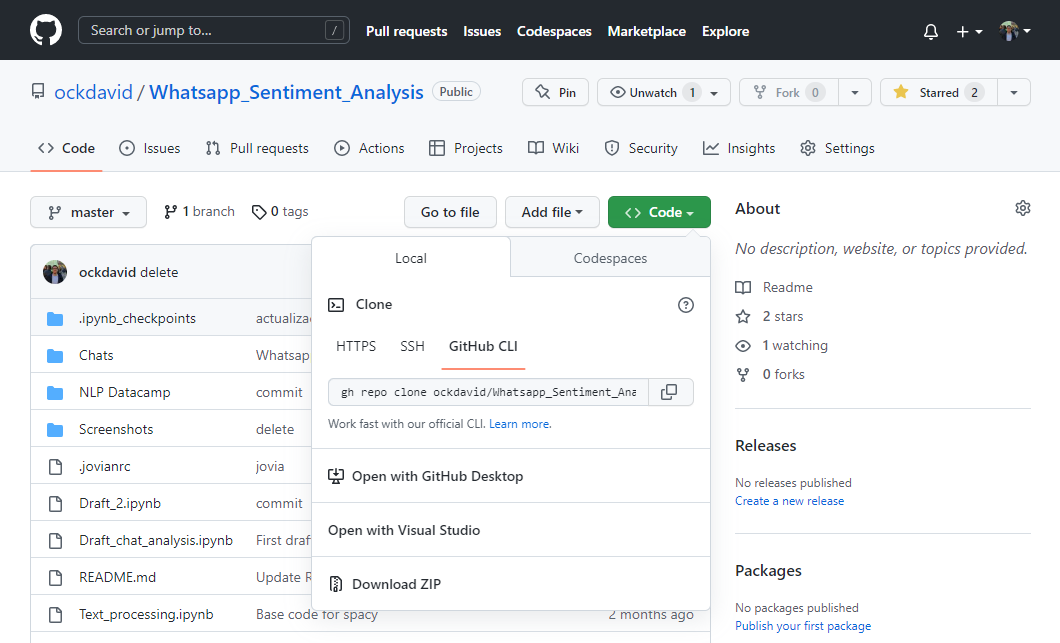 Search or jump to... / Pull requests Issues Codespaces Marketplace Explore
ockdavid / Whatsapp_Sentiment_Analysis Public Pin Unwatch 1 Fork 0 Starred 2
Code Issues Pull requests Actions Projects Wiki Security Insights Settings
master 1 branch 0 tags Go to file Add file Code
ockdavid delete
.ipynb_checkpoints
Chats
NLP Datacamp commit
Screenshots delete
.jovianrc jovia
Draft_2.ipynb commit
Draft_chat_analysis.ipynb First
README.md Update
Text_processing.ipynb Base code for spacy 2 months ago
Local Codespaces
Clone
HTTPS SSH GitHub CLI
gh repo clone ockdavid/Whatsapp_Sentiment_Ana
Work fast with our official CLI. Learn more.
Open with GitHub Desktop
Open with Visual Studio
Download ZIP
About
No description, website, or topics provided.
Readme
2 stars
1 watching
0 forks
Releases
No releases published
Create a new release
Packages
No packages published
Publish your first package